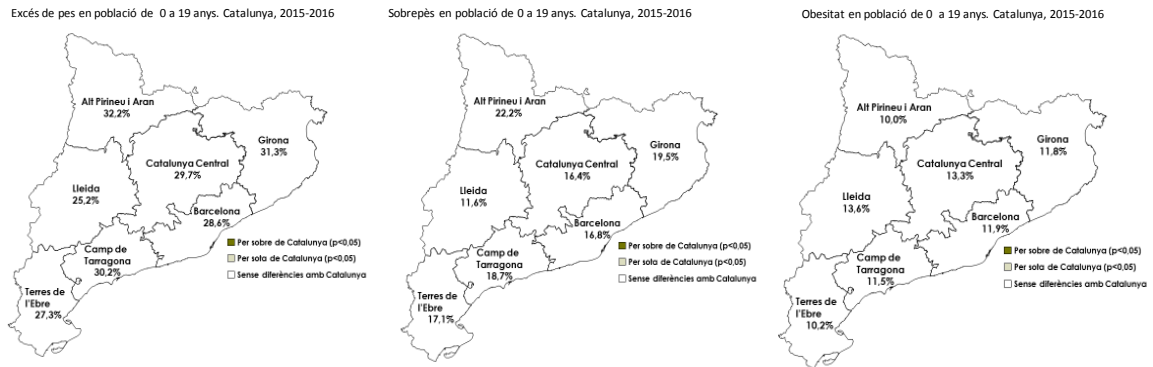 Excés de pes en població de 0 a 19 anys. Catalunya, 2015-2016
Alt Pirineu i Aran
32,2%
Girona
31,3%
Catalunya Central
29,7%
Lleida
25,2%
Barcelona
28,6%
Camp de
Tarragona
30,2%
Terres de
l'Ebre
27,3%
Per sobre de Catalunya (p<0,05)
Per sota de Catalunya (p<0,05)
Sense diferències amb Catalunya
Sobrepès en població de 0 a 19 anys. Catalunya, 2015-2016
Alt Pirineu i Aran
22,2%
Girona
19,5%
Catalunya Central
16,4%
Lleida
11,6%
Barcelona
16,8%
Camp de
Tarragona
18,7%
Terres de
l'Ebre
17,1%
Per sobre de Catalunya (p<0,05)
Per sota de Catalunya (p<0,05)
Sense diferències amb Catalunya
Obesitat en població de 0 a 19 anys. Catalunya, 2015-2016
Alt Pirineu i Aran
10,0%
Girona
11,8%
Catalunya Central
13,3%
Lleida
13,6%
Barcelona
11,9%
Camp de
Tarragona
11,5%
Terres de
l'Ebre
10,2%
Per sobre de Catalunya (p<0,05)
Per sota de Catalunya (p<0,05)
Sense diferències amb Catalunya